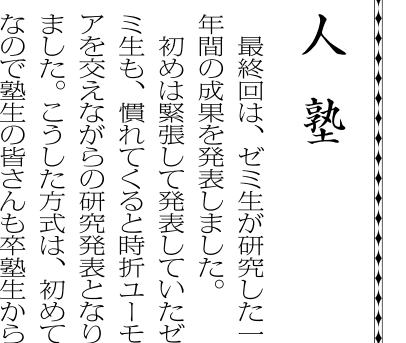 人塾
最終回は、ゼミ生が研究した一
年間の成果を発表しました。
初めは緊張して発表していたゼ
ミ生も、慣れてくると時折ユーモ
アを交えながらの研究発表となり
ました。こうした方式は、初めて
なので塾生の皆さんも卒塾生から